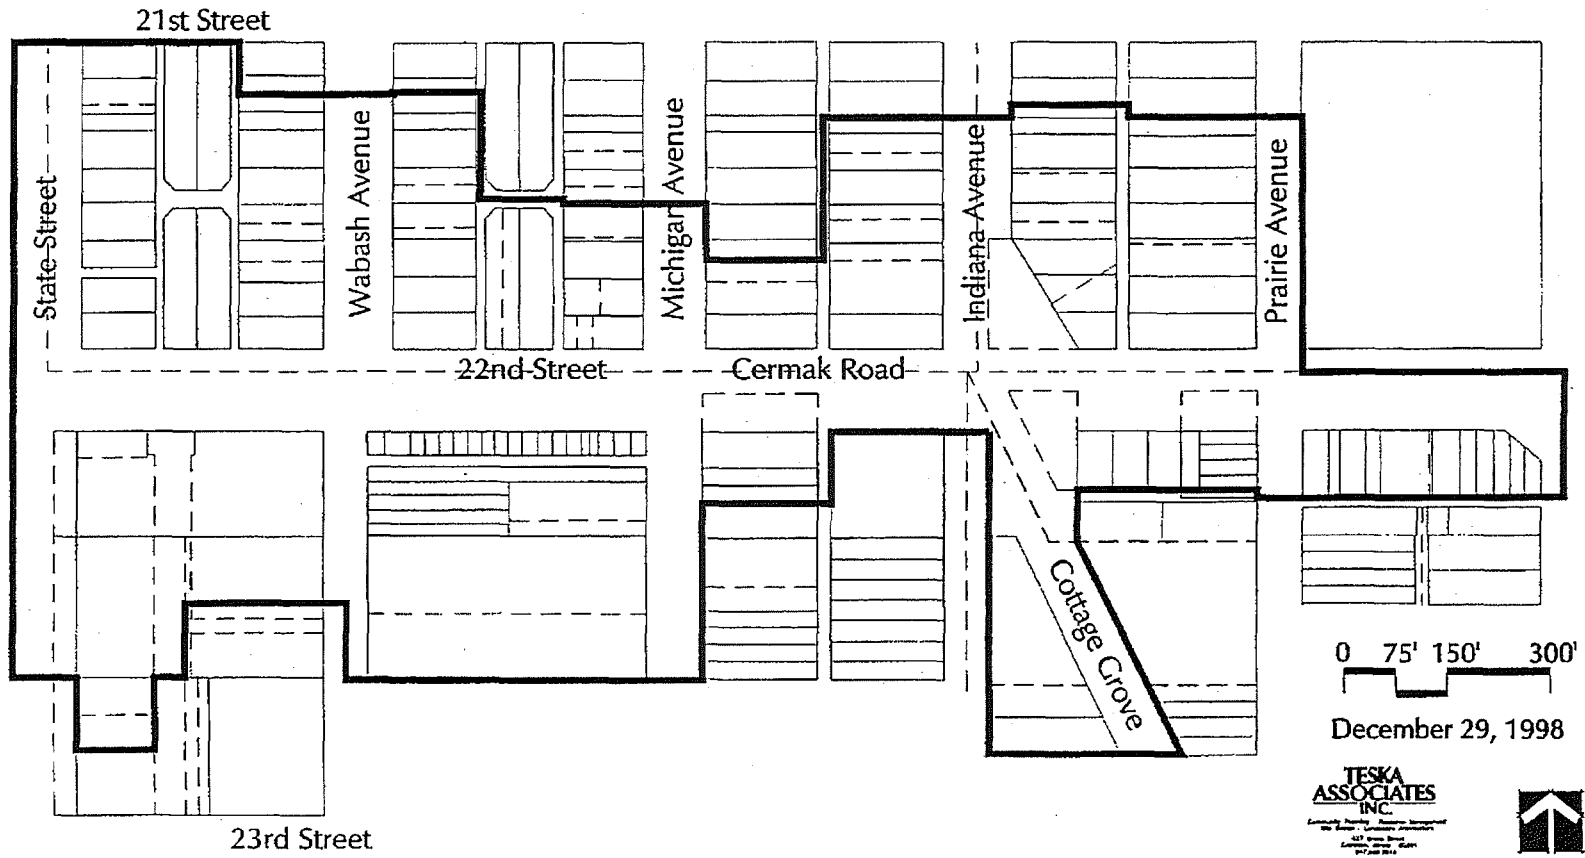 21st Street
State Street
Wabash Avenue
Michigan Avenue
Indiana Avenue
Prairie Avenue
22nd Street
Cermak Road
Cottage Grove
0 75' 150' 300'
December 29, 1998
TESKA
ASSOCIATES
INC.
23rd Street